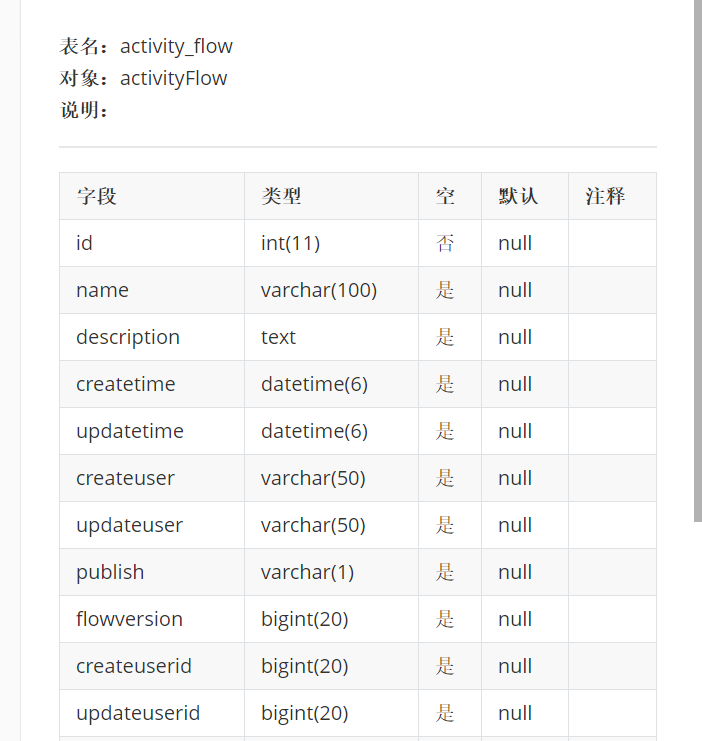 表名：activity_flow
对象：activityFlow
说明：
字段 类型 空 默认 注释
id int(11) 否 null
name varchar(100) 是 null
description text 是 null
createtime datetime(6) 是 null
updatetime datetime(6) 是 null
createuser varchar(50) 是 null
updateuser varchar(50) 是 null
publish varchar(1) 是 null
flowversion bigint(20) 是 null
createuserid bigint(20) 是 null
updateuserid bigint(20) 是 null